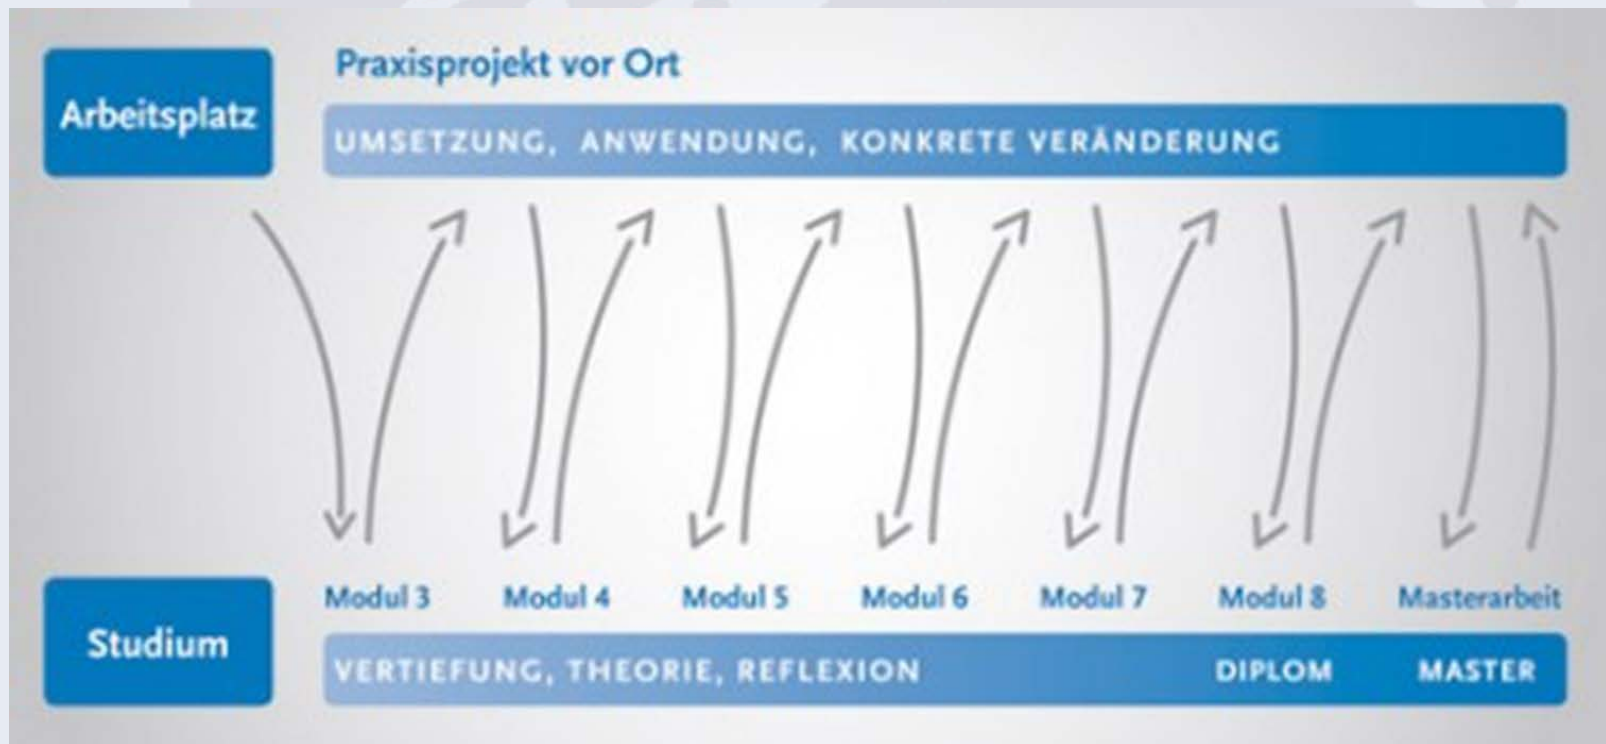 Praxisprojekt vor Ort
Arbeitsplatz
UMSETZUNG, ANWENDUNG, KONKRETE VERÄNDERUNG
Modul 3 Modul 4 Modul 5 Modul 6 Modul 7 Modul 8 Masterarbeit
Studium
VERTIEFUNG, THEORIE, REFLEXION DIPLOM MASTER